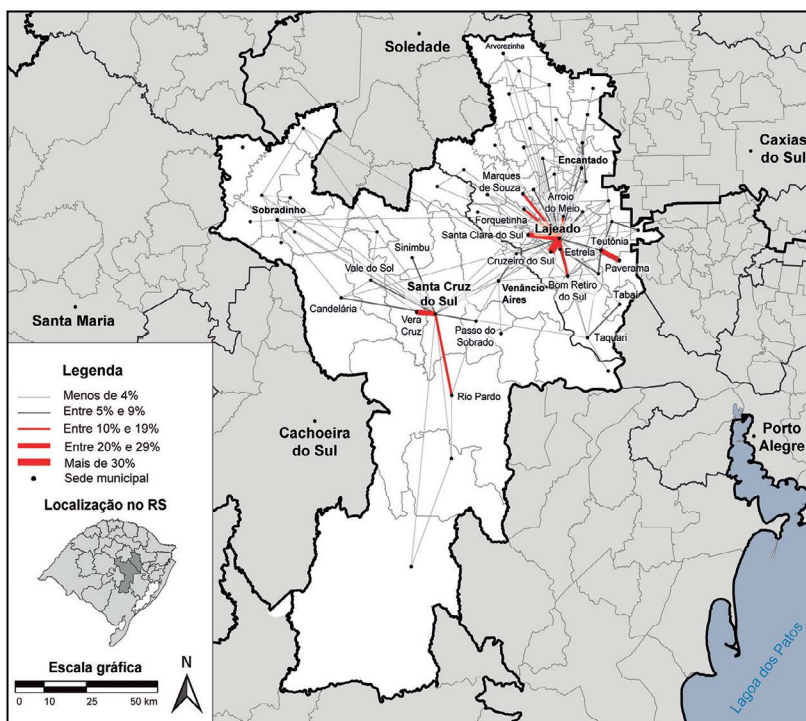 Soledade
Arvorezinha
Caxias
do Sul
Encantado
Marques
de Souza
Arroio
do Meio
Forquetinha
Lajeado
Santa Clara do Sul
Teutônia
Estrela
Sobradinho
Sinimbu
Cruzeiro do Sul
Paverama
Vale do Sol
Santa Cruz
do Sul
Venâncio
Aires
Bom Retiro
do Sul
Tabaí
Candelária
Vera
Cruz
Passo do
Sobrado
Taquari
Santa Maria
Rio Pardo
Cachoeira
do Sul
Porto
Alegre
Lagoa dos Patos
Legenda
Menos de 4%
Entre 5% e 9%
Entre 10% e 19%
Entre 20% e 29%
Mais de 30%
Sede municipal
Localização no RS
Escala gráfica
N
0 10 25 50 km